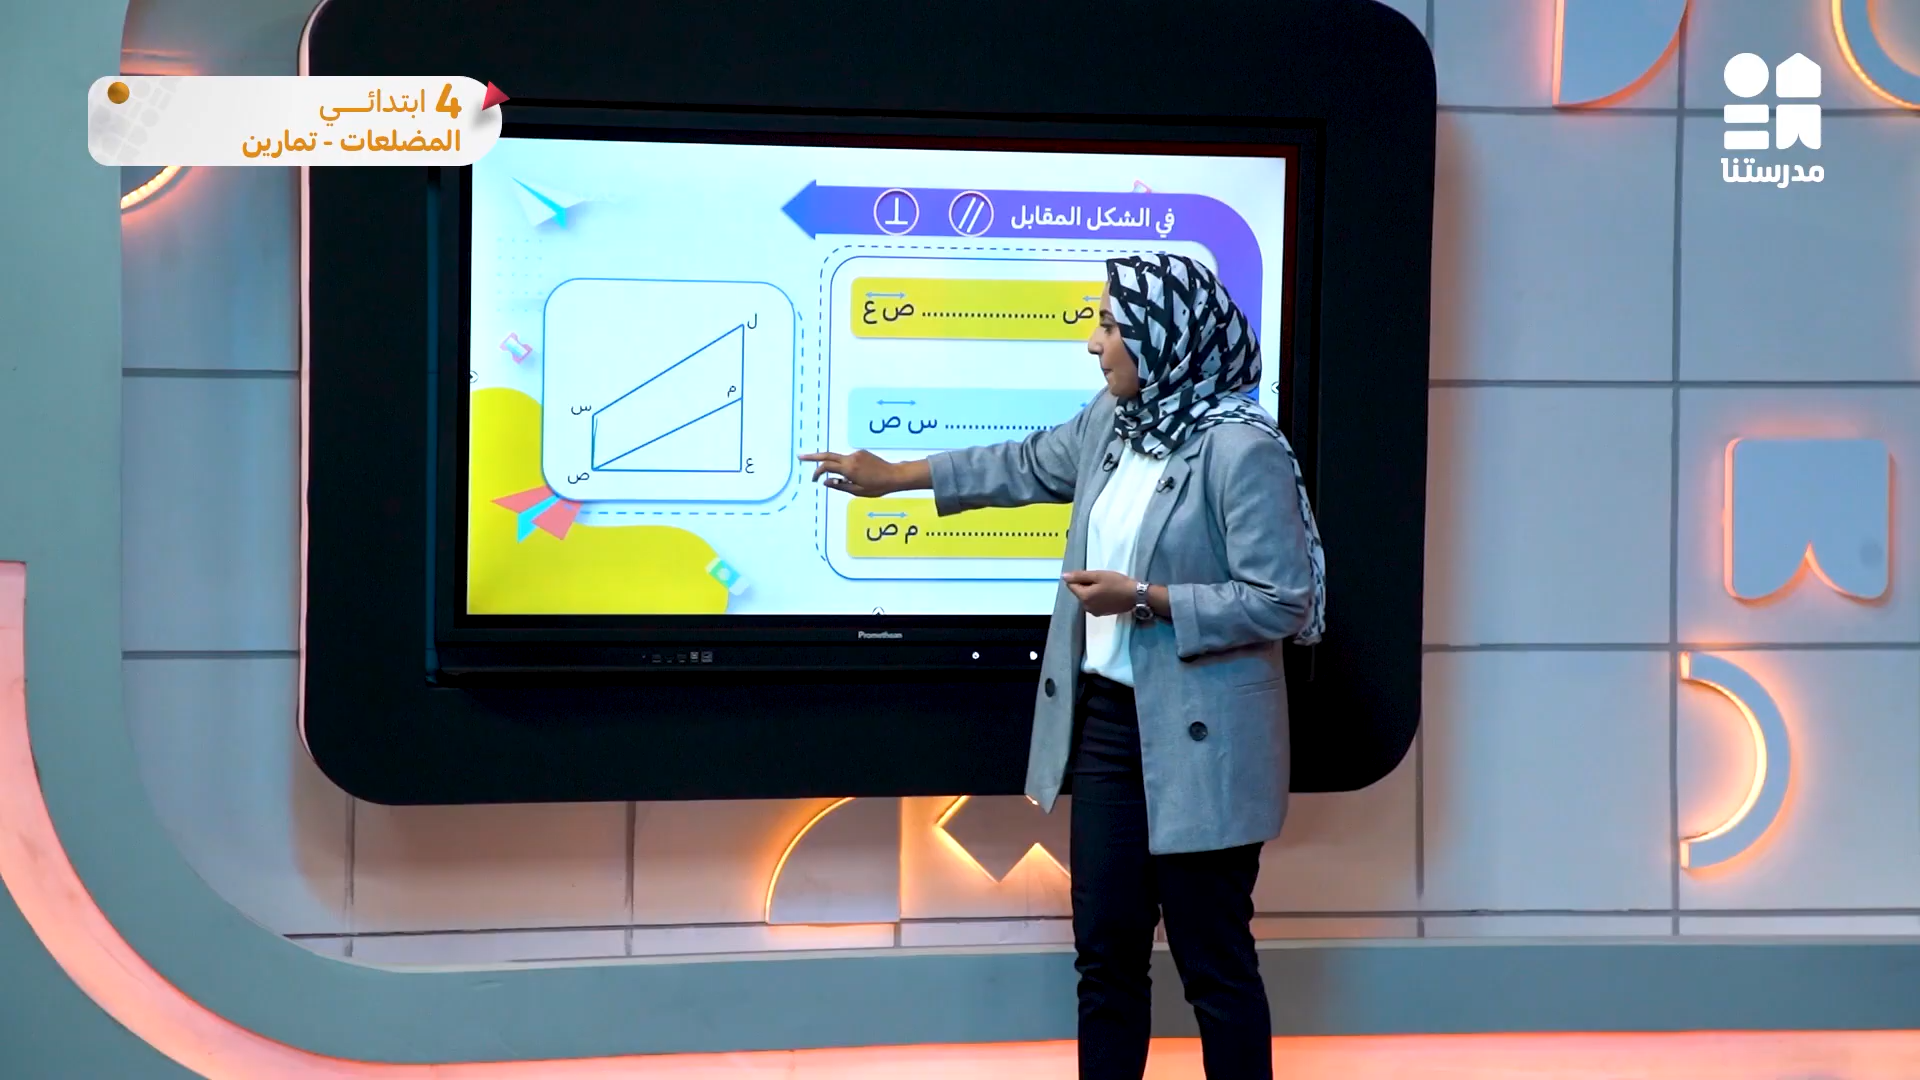 4 ابتدائـــي
المضلعات - تمارين
مدرستنا
في الشكل المقابل // ⊥
ص ...................... ص ع
.................. س ص
...................... م ص
ل
م
س
ع
ص
Promethean